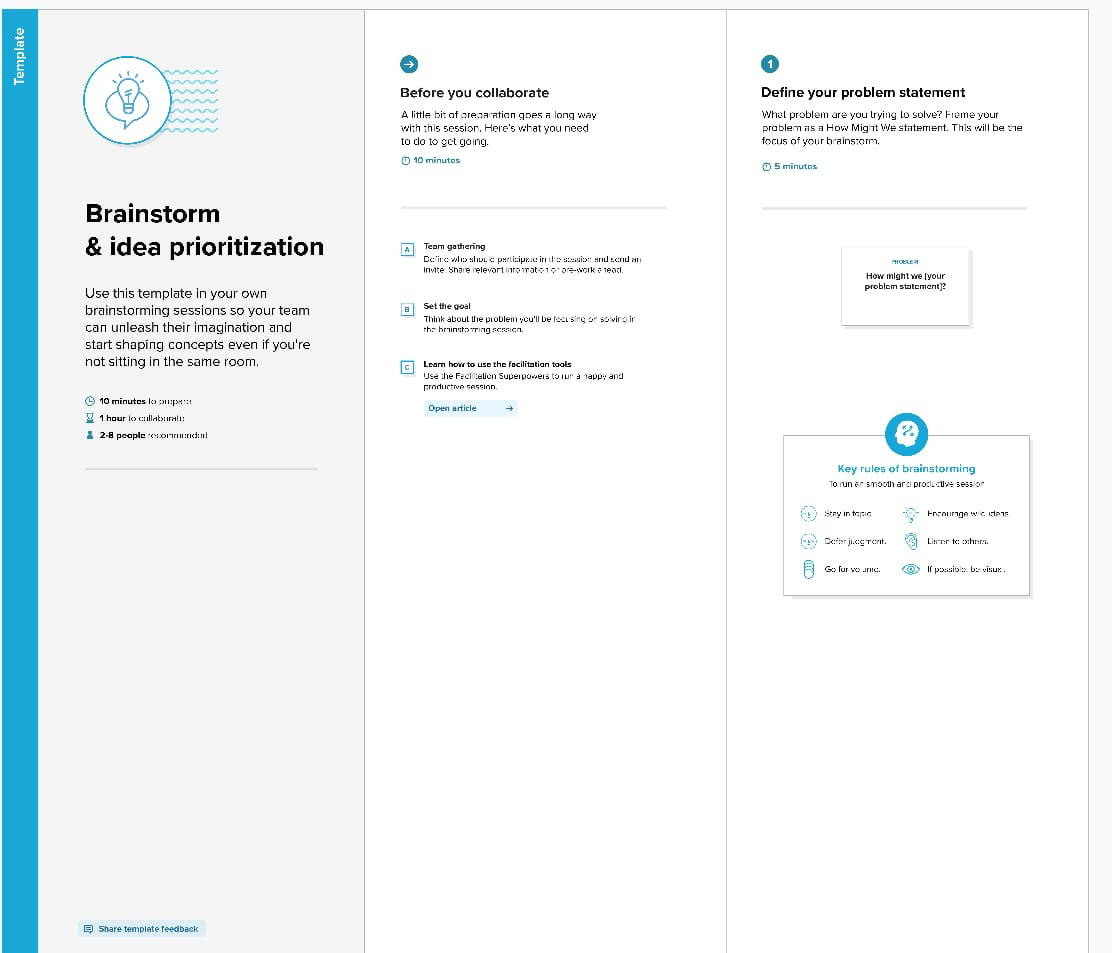 Template
Brainstorm
& idea prioritization
Use this template in your own
brainstorming sessions so your team
can unleash their imagination and
start shaping concepts even if you're
not sitting in the same room.
10 minutes to prepare
1 hour to collaborate
2-8 people recommended
Share template feedback
Before you collaborate
A little bit of preparation goes a long way
with this session. Here's what you need
to do to get going.
10 minutes
A
Team gathering
Define who should participate in the session and send an
invite. Share relevant information or pre-work ahead.
B
Set the goal
Think about the problem you'll be focusing on solving in
the brainstorming session.
C
Learn how to use the facilitation tools
Use the Facilitation Superpowers to run a happy and
productive session.
Open article
1
Define your problem statement
What problem are you trying to solve? Frame your
problem as a How Might We statement. This will be the
focus of your brainstorm.
5 minutes
PROBLEM
How might we [your
problem statement]?
Key rules of brainstorming
To run an smooth and productive session
Stay in topic.
Encourage wild ideas.
Defer judgment.
Listen to others.
Go for volume.
If possible, be visual.